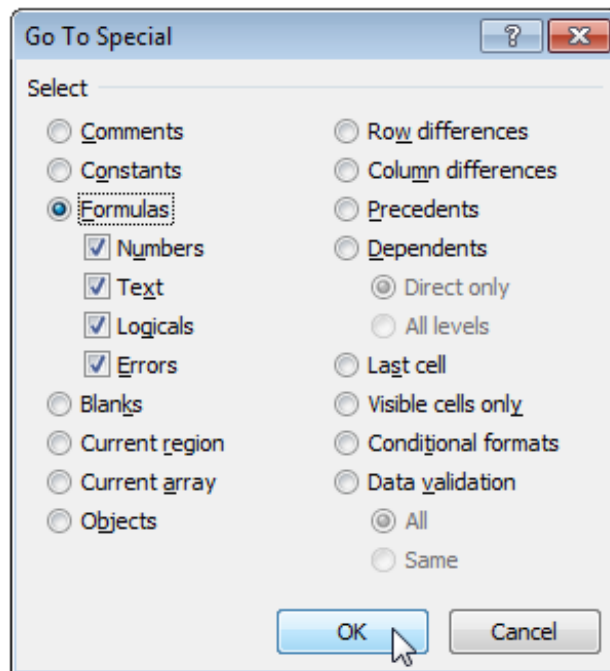 Go To Special
?
Select
Comments
Constants
Formulas
Numbers
Text
Logicals
Errors
Blanks
Current region
Current array
Objects
Row differences
Column differences
Precedents
Dependents
Direct only
All levels
Last cell
Visible cells only
Conditional formats
Data validation
All
Same
OK
Cancel